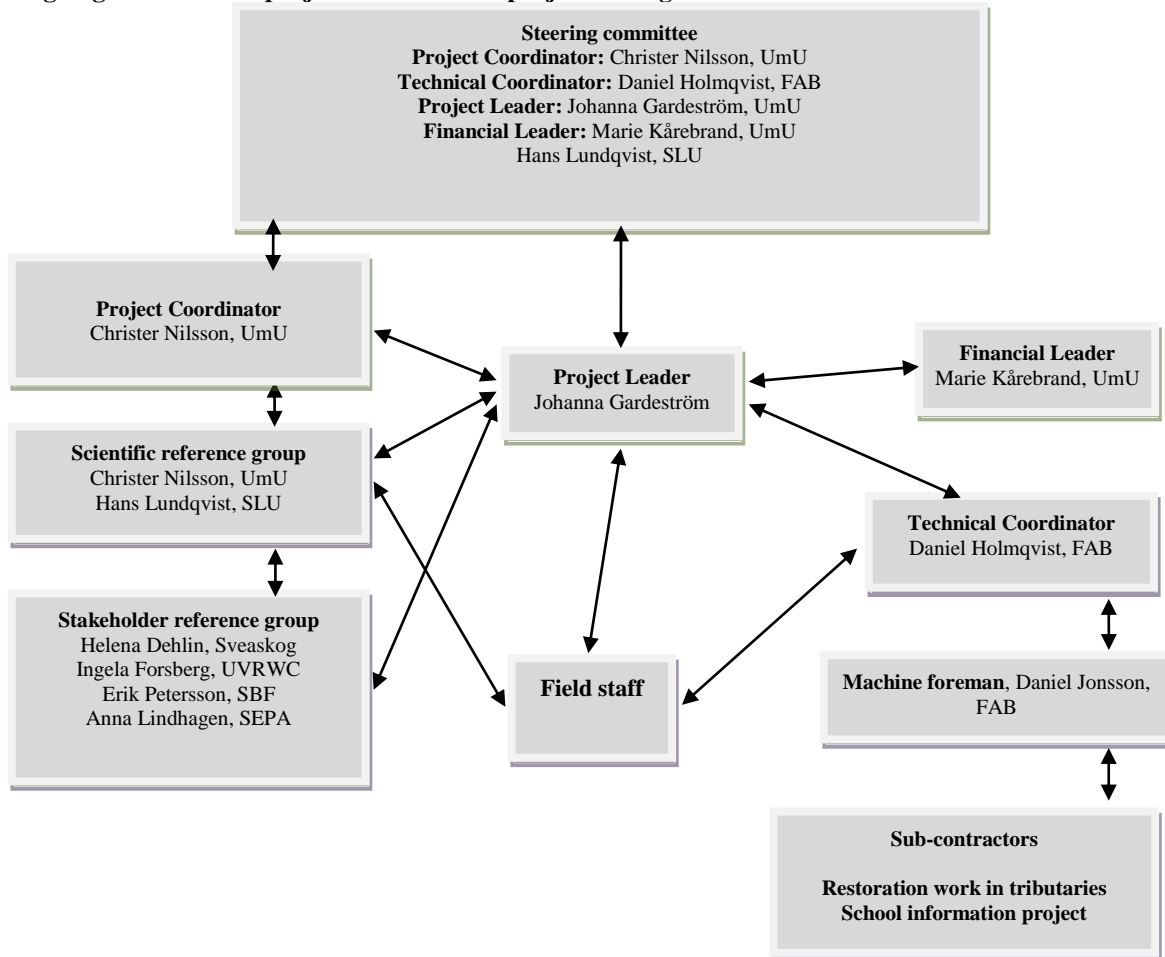 Steering committee
Project Coordinator: Christer Nilsson, UmU
Technical Coordinator: Daniel Holmqvist, FAB
Project Leader: Johanna Gardeström, UmU
Financial Leader: Marie Kårebrand, UmU
Hans Lundqvist, SLU
Project Coordinator
Christer Nilsson, UmU
Project Leader
Johanna Gardeström
Financial Leader
Marie Kårebrand, UmU
Scientific reference group
Christer Nilsson, UmU
Hans Lundqvist, SLU
Technical Coordinator
Daniel Holmqvist, FAB
Stakeholder reference group
Helena Dehlin, Sveaskog
Ingela Forsberg, UVRWC
Erik Petersson, SBF
Anna Lindhagen, SEPA
Field staff
Machine foreman, Daniel Jonsson,
FAB
Sub-contractors
Restoration work in tributaries
School information project